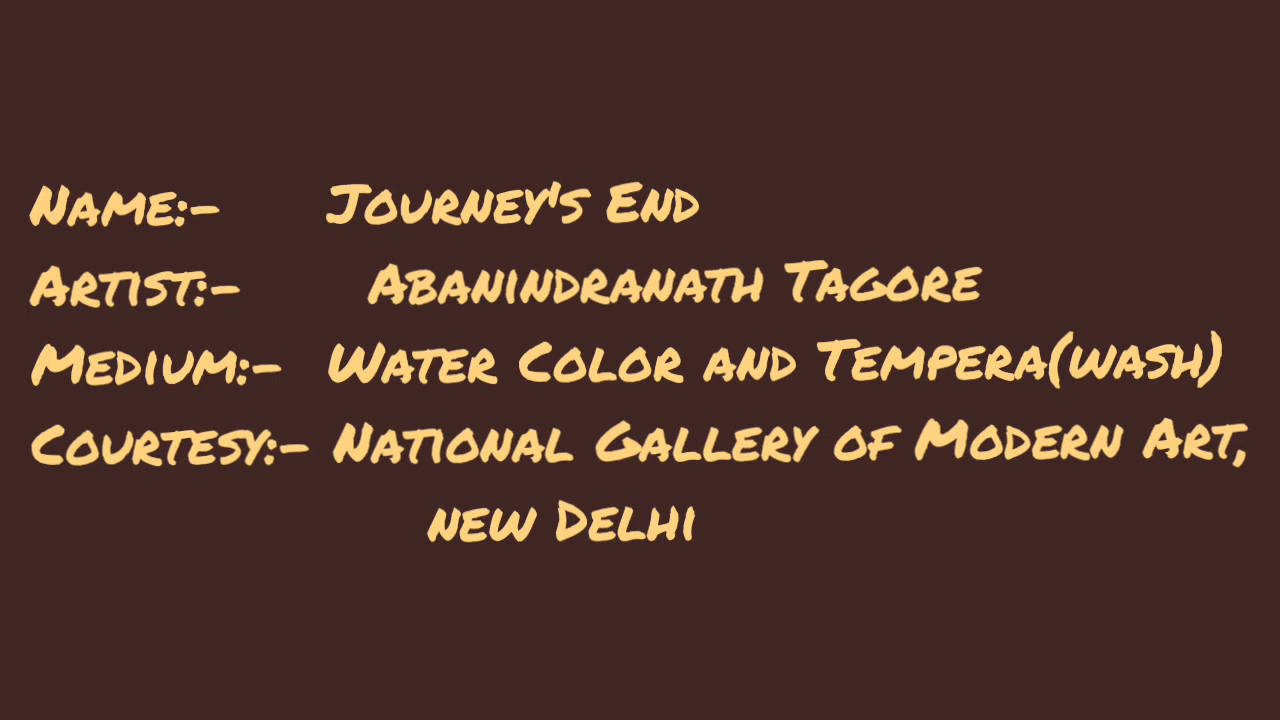 Name:- Journey's End
Artist:- Abanindranath Tagore
Medium:- Water Color and Tempera(wash)
Courtesy:- National Gallery of Modern Art,
new Delhi